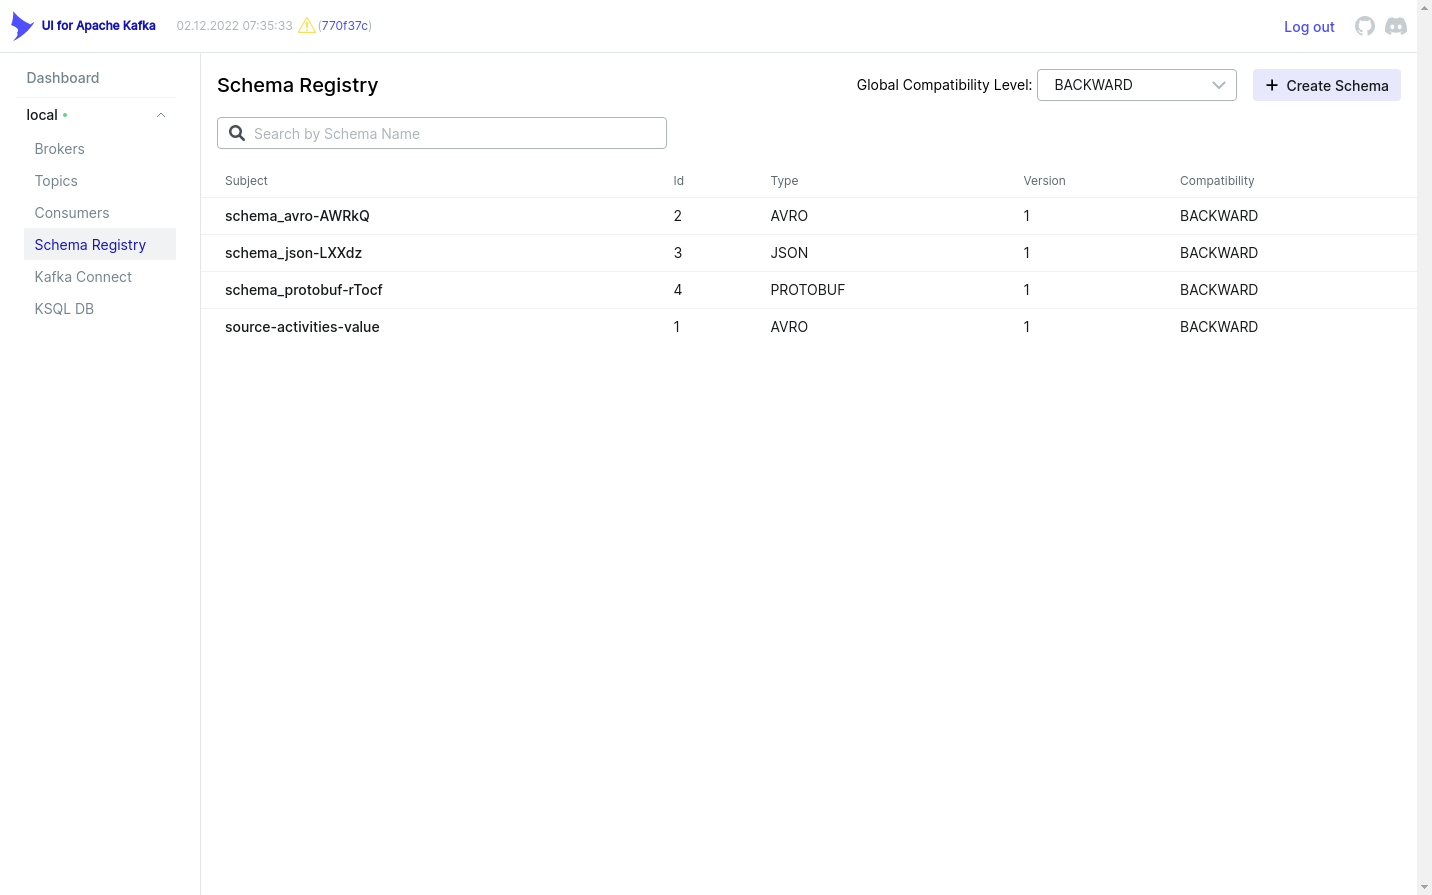 UI for Apache Kafka 02.12.2022 07:35:33 (770f37c) Log out
Dashboard
local
Brokers
Topics
Consumers
Schema Registry
Kafka Connect
KSQL DB
Schema Registry Global Compatibility Level: BACKWARD Create Schema
Search by Schema Name
Subject Id Type Version Compatibility
schema_avro-AWRkQ 2 AVRO 1 BACKWARD
schema_json-LXXdz 3 JSON 1 BACKWARD
schema_protobuf-rTocf 4 PROTOBUF 1 BACKWARD
source-activities-value 1 AVRO 1 BACKWARD